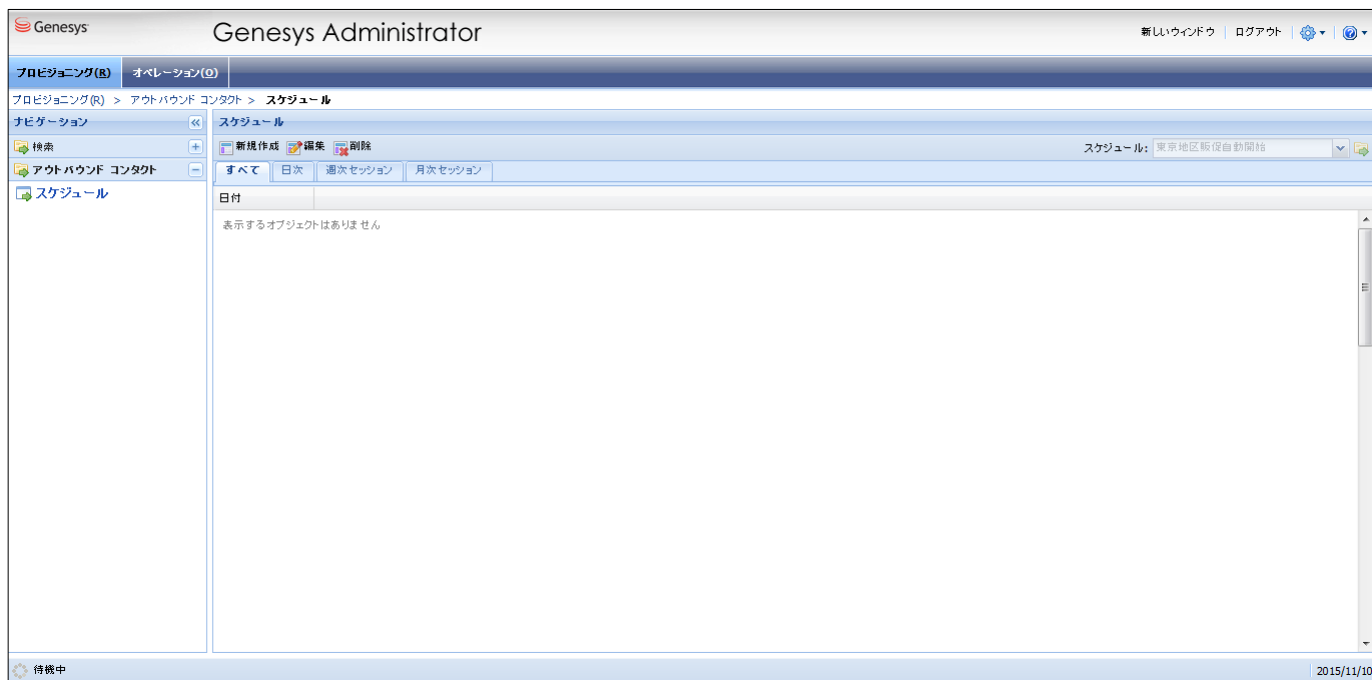 Genesys
Genesys Administrator
新しいウィンドウ
ログアウト
プロビジョニング(R)
オペレーション(O)
プロビジョニング(R) > アウトバウンド コンタクト > スケジュール
ナビゲーション
スケジュール
検索
新規作成
編集
削除
スケジュール: 東京地区販促自動開始
アウトバウンド コンタクト
すべて
日次
週次セッション
月次セッション
スケジュール
日付
表示するオブジェクトはありません
待機中
2015/11/10